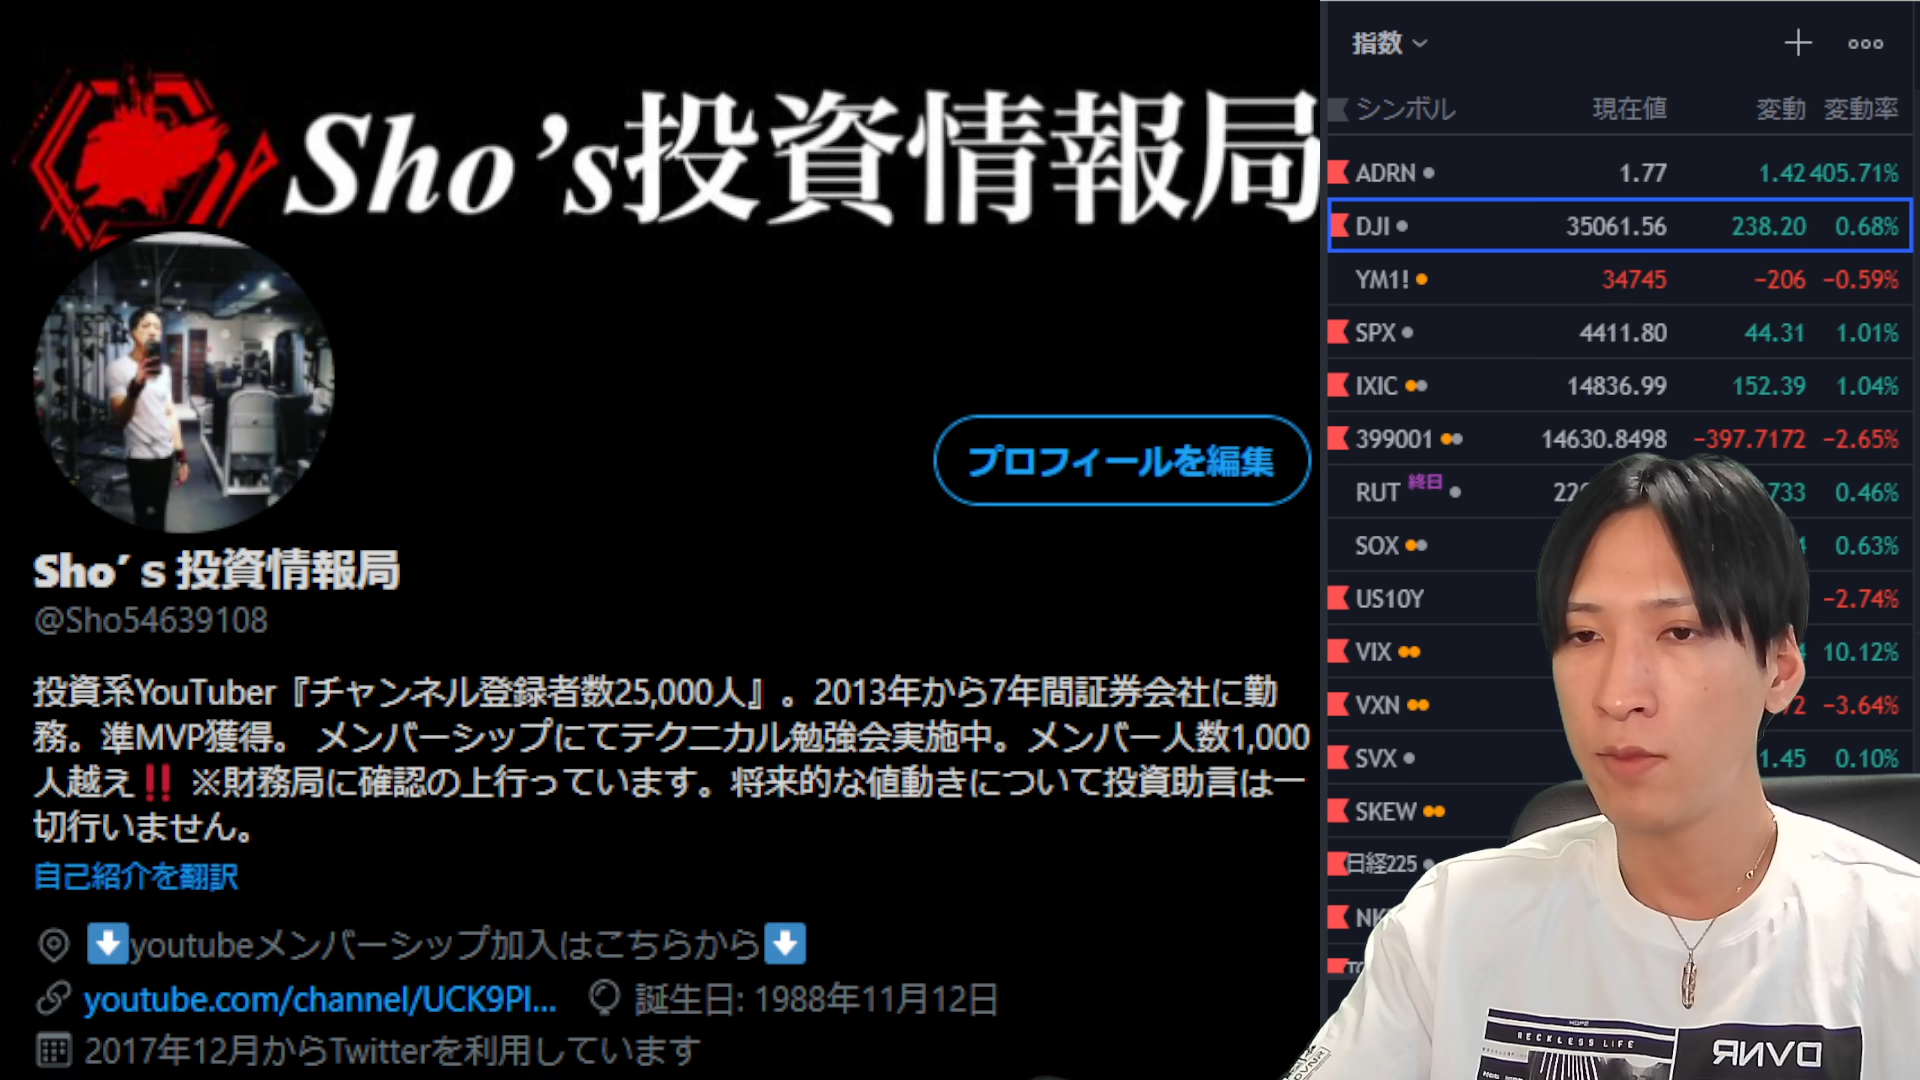 Sho's投資情報局
プロフィールを編集
Sho's 投資情報局
@Sho54639108
投資系YouTuber『チャンネル登録者数25,000人』。2013年から7年間証券会社に勤
務。準MVP獲得。 メンバーシップにてテクニカル勉強会実施中。メンバー人数1,000
人越え‼ ※財務局に確認の上行っています。将来的な値動きについて投資助言は一
切行いません。
自己紹介を翻訳
⬇youtubeメンバーシップ加入はこちらから⬇
youtube.com/channel/UCK9PI... 誕生日: 1988年11月12日
2017年12月からTwitterを利用しています
指数
シンボル 現在値 変動 変動率
ADRN 1.77 1.42 405.71%
DJI 35061.56 238.20 0.68%
YM1! 34745 −206 −0.59%
SPX 4411.80 44.31 1.01%
IXIC 14836.99 152.39 1.04%
399001 14630.8498 −397.7172 −2.65%
RUT 終日 733 0.46%
SOX 0.63%
US10Y −2.74%
VIX 10.12%
VXN −3.64%
SVX 1.45 0.10%
SKEW
日経225
RECKLESS LIFE
DVNR